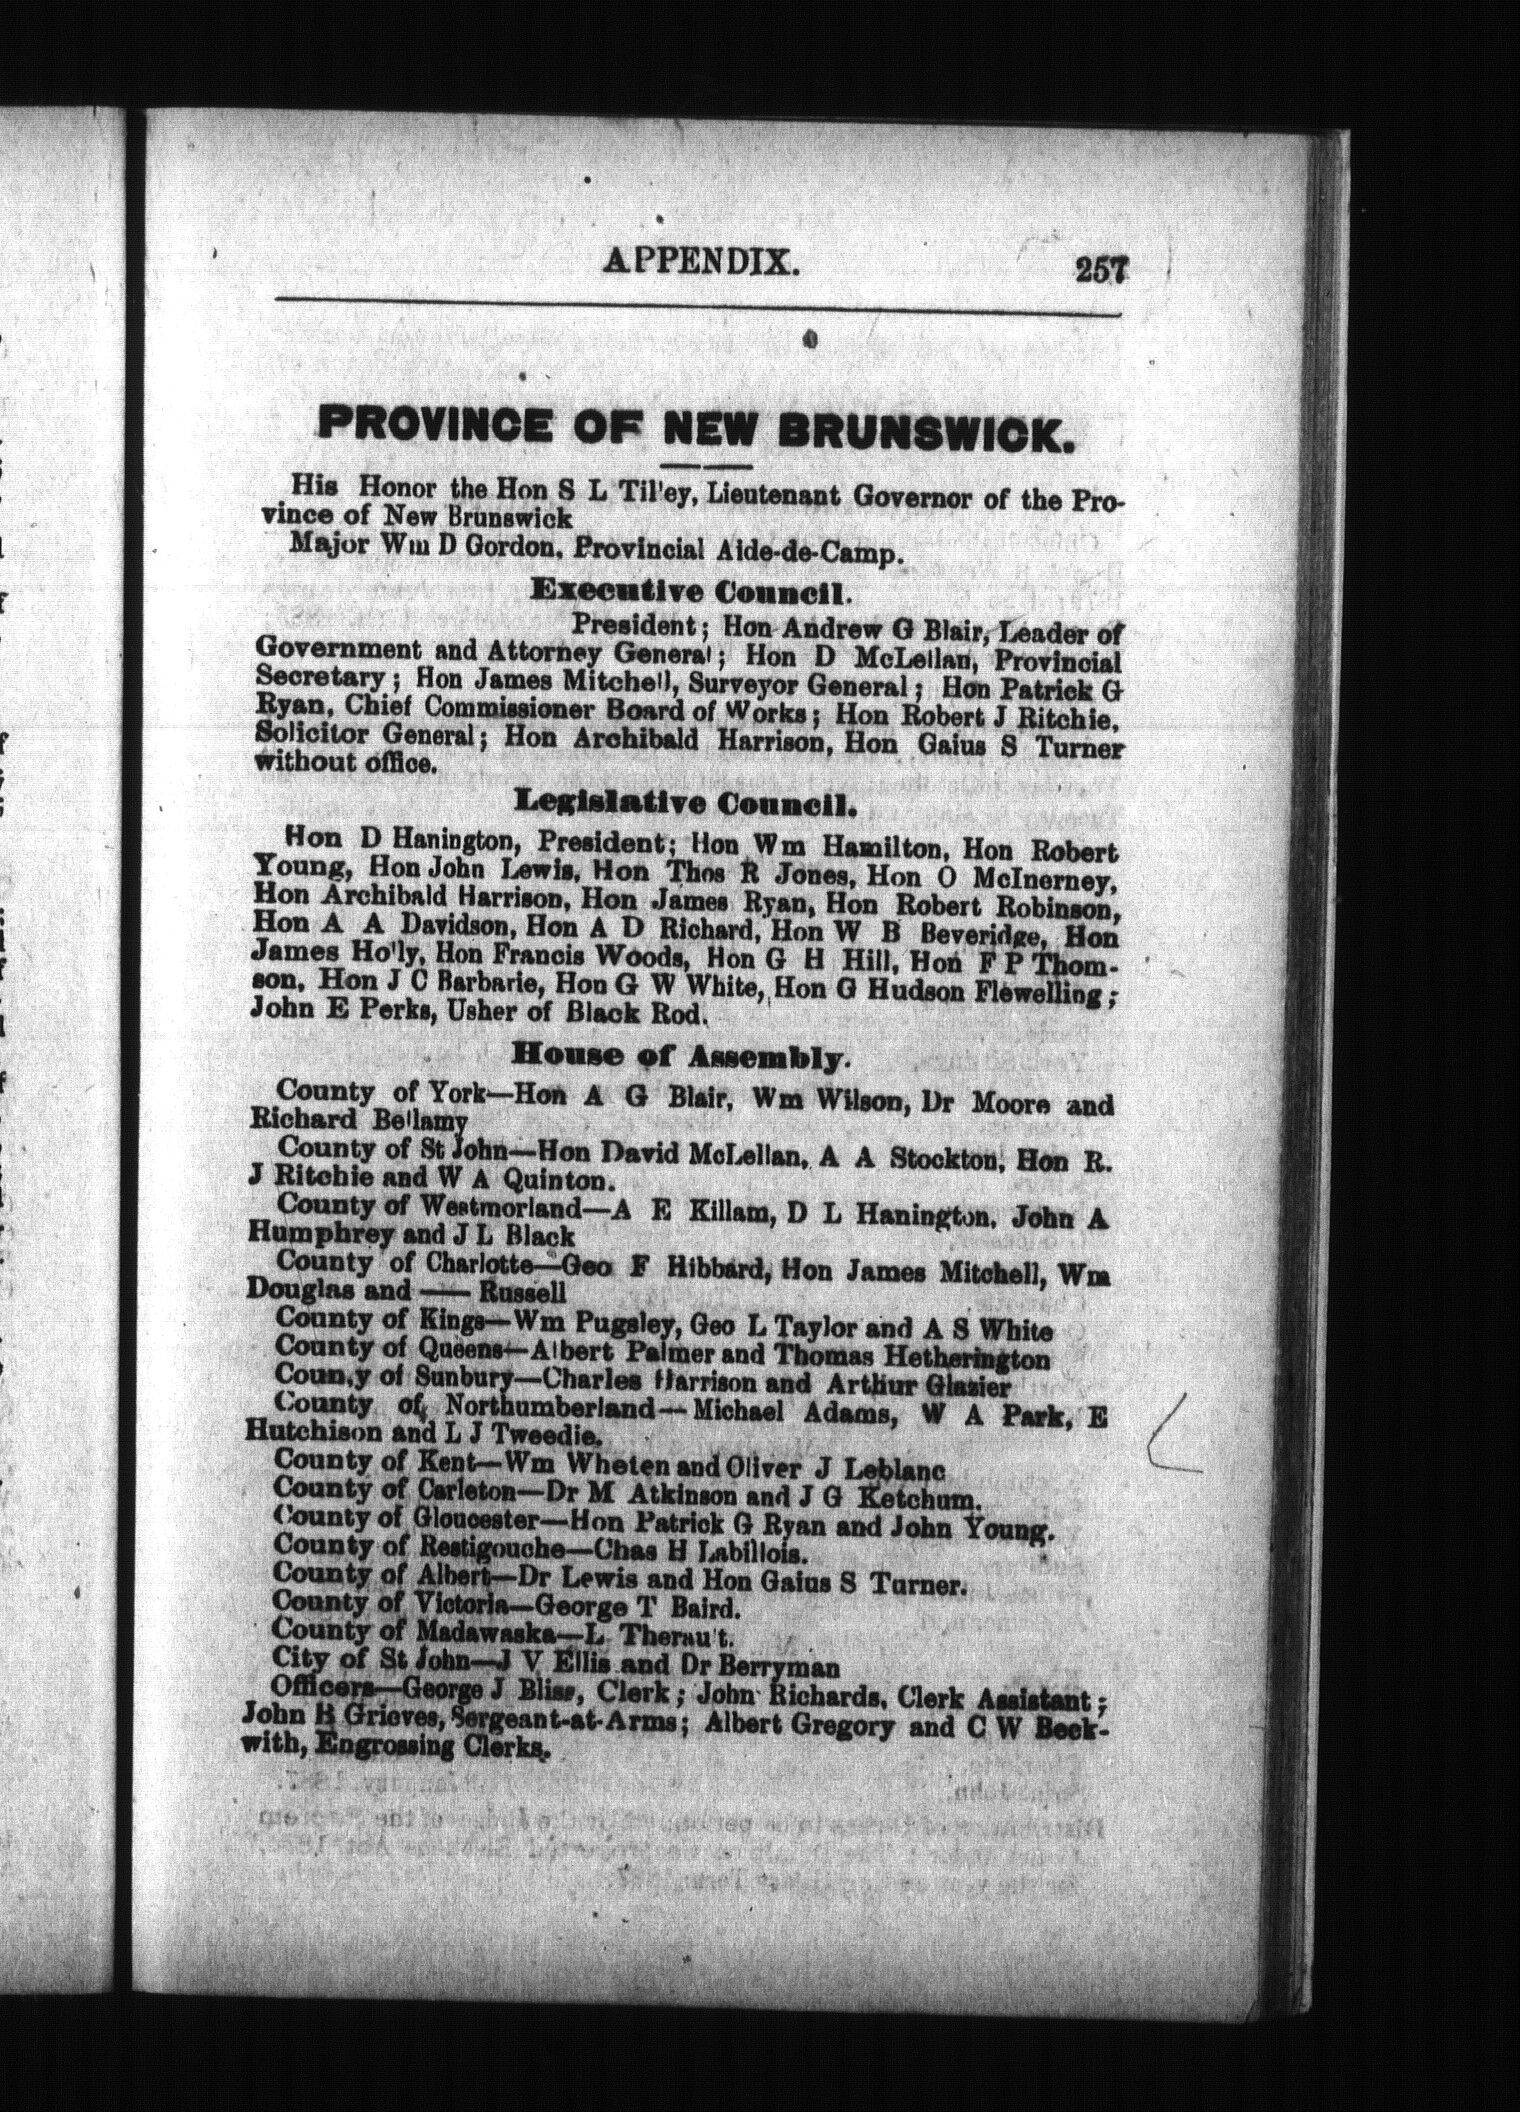 APPENDIX. 257
PROVINCE OF NEW BRUNSWICK.
His Honor the Hon S L Til'ey, Lieutenant Governor of the Pro-
vince of New Brunswick
Major Wm D Gordon, Provincial Aide-de-Camp.
Executive Council.
President; Hon Andrew G Blair, Leader of
Government and Attorney General; Hon D McLellan, Provincial
Secretary; Hon James Mitchell, Surveyor General; Hon Patrick G
Ryan, Chief Commissioner Board of Works; Hon Robert J Ritchie,
Solicitor General; Hon Archibald Harrison, Hon Gaius S Turner
without office.
Legislative Council.
Hon D Hanington, President; Hon Wm Hamilton, Hon Robert
Young, Hon John Lewis, Hon Thos R Jones, Hon O McInerney,
Hon Archibald Harrison, Hon James Ryan, Hon Robert Robinson,
Hon A A Davidson, Hon A D Richard, Hon W B Beveridge, Hon
James Ho'ly, Hon Francis Woods, Hon G H Hill, Hon F P Thom-
son, Hon J C Barbarie, Hon G W White, Hon G Hudson Flewelling;
John E Perks, Usher of Black Rod.
House of Assembly.
County of York—Hon A G Blair, Wm Wilson, Dr Moore and
Richard Bellamy
County of St John—Hon David McLellan, A A Stockton, Hon R.
J Ritchie and W A Quinton.
County of Westmorland—A E Killam, D L Hanington, John A
Humphrey and J L Black
County of Charlotte—Geo F Hibbard, Hon James Mitchell, Wm
Douglas and —— Russell
County of Kings—Wm Pugsley, Geo L Taylor and A S White
County of Queens—Albert Palmer and Thomas Hetherington
County of Sunbury—Charles Harrison and Arthur Glasier
County of Northumberland—Michael Adams, W A Park, E
Hutchison and L J Tweedie.
County of Kent—Wm Wheten and Oliver J Leblanc
County of Carleton—Dr M Atkinson and J G Ketchum.
County of Gloucester—Hon Patrick G Ryan and John Young.
County of Restigouche—Chas H Labillois.
County of Albert—Dr Lewis and Hon Gaius S Turner.
County of Victoria—George T Baird.
County of Madawaska—L Therau't.
City of St John—J V Ellis and Dr Berryman
Officers—George J Bliss, Clerk; John Richards, Clerk Assistant;
John B Grieves, Sergeant-at-Arms; Albert Gregory and C W Beck-
with, Engrossing Clerks.